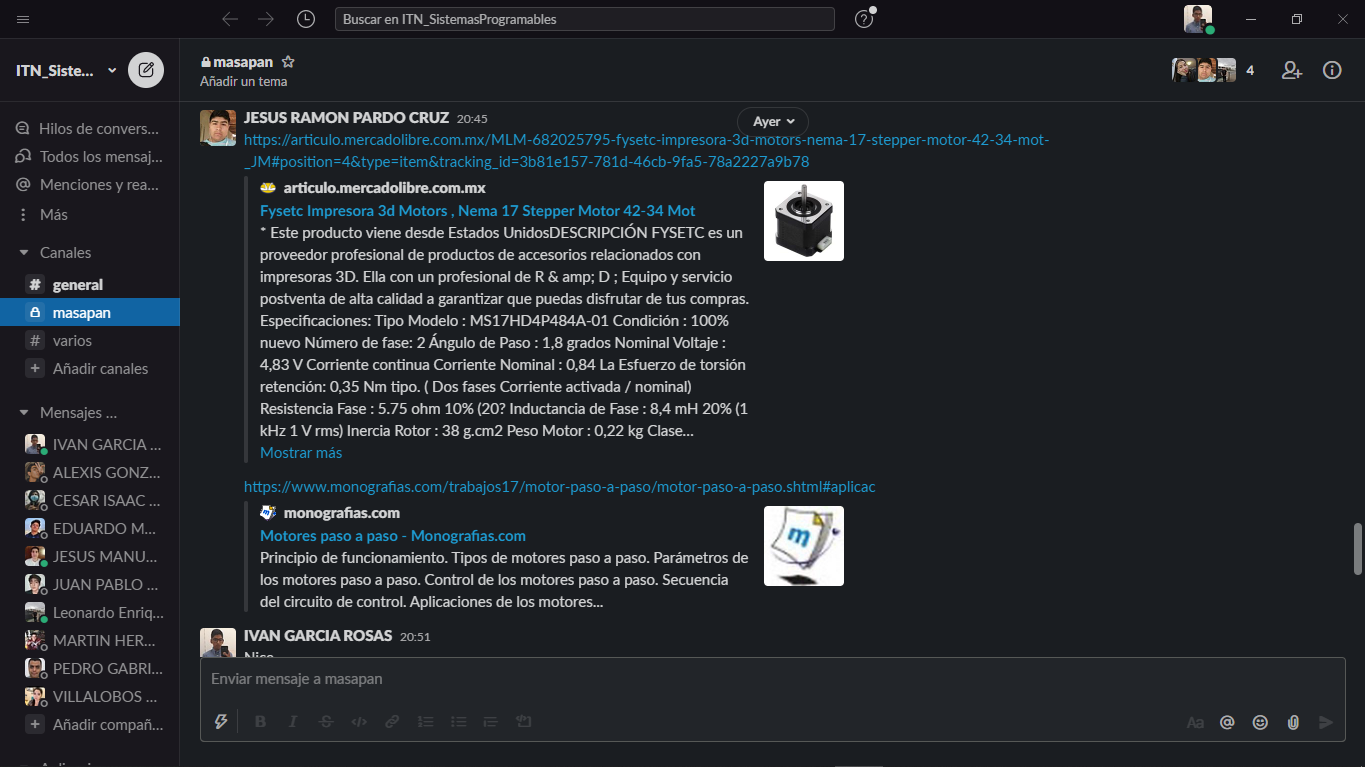 Buscar en ITN_SistemasProgramables
ITN_Siste...
masapan
Añadir un tema
4
Hilos de convers...
Todos los mensaj...
Menciones y rea...
Más
Canales
general
masapan
varios
Añadir canales
Mensajes ...
IVAN GARCIA ...
ALEXIS GONZ...
CESAR ISAAC ...
EDUARDO M...
JESUS MANU...
JUAN PABLO ...
Leonardo Enriq...
MARTIN HER...
PEDRO GABRI...
VILLALOBOS ...
Añadir compañ...
Ayer
JESUS RAMON PARDO CRUZ 20:45
https://articulo.mercadolibre.com.mx/MLM-682025795-fysetc-impresora-3d-motors-nema-17-stepper-motor-42-34-mot-
_JM#position=4&type=item&tracking_id=3b81e157-781d-46cb-9fa5-78a2227a9b78
articulo.mercadolibre.com.mx
Fysetc Impresora 3d Motors , Nema 17 Stepper Motor 42-34 Mot
* Este producto viene desde Estados UnidosDESCRIPCIÓN FYSETC es un
proveedor profesional de productos de accesorios relacionados con
impresoras 3D. Ella con un profesional de R & amp; D ; Equipo y servicio
postventa de alta calidad a garantizar que puedas disfrutar de tus compras.
Especificaciones: Tipo Modelo : MS17HD4P484A-01 Condición : 100%
nuevo Número de fase: 2 Ángulo de Paso : 1,8 grados Nominal Voltaje :
4,83 V Corriente continua Corriente Nominal : 0,84 La Esfuerzo de torsión
retención: 0,35 Nm tipo. ( Dos fases Corriente activada / nominal)
Resistencia Fase : 5.75 ohm 10% (20? Inductancia de Fase : 8,4 mH 20% (1
kHz 1 V rms) Inercia Rotor : 38 g.cm2 Peso Motor : 0,22 kg Clase...
Mostrar más
https://www.monografias.com/trabajos17/motor-paso-a-paso/motor-paso-a-paso.shtml#aplicac
monografias.com
Motores paso a paso - Monografias.com
Principio de funcionamiento. Tipos de motores paso a paso. Parámetros de
los motores paso a paso. Control de los motores paso a paso. Secuencia
del circuito de control. Aplicaciones de los motores...
IVAN GARCIA ROSAS 20:51
Enviar mensaje a masapan
B I S
Aa